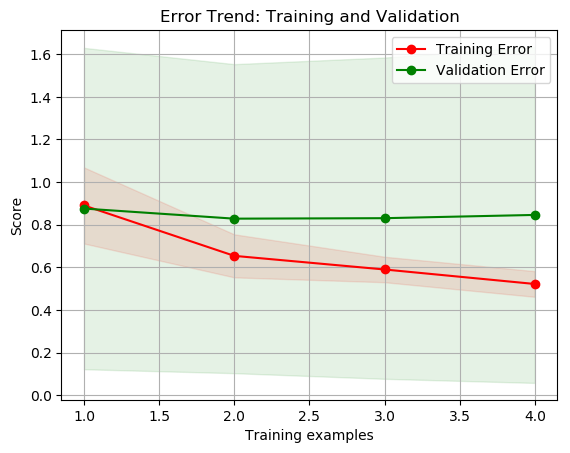 Error Trend: Training and Validation
Training Error
Validation Error
1.6
1.4
1.2
1.0
0.8
0.6
0.4
0.2
0.0
Score
1.0 1.5 2.0 2.5 3.0 3.5 4.0
Training examples